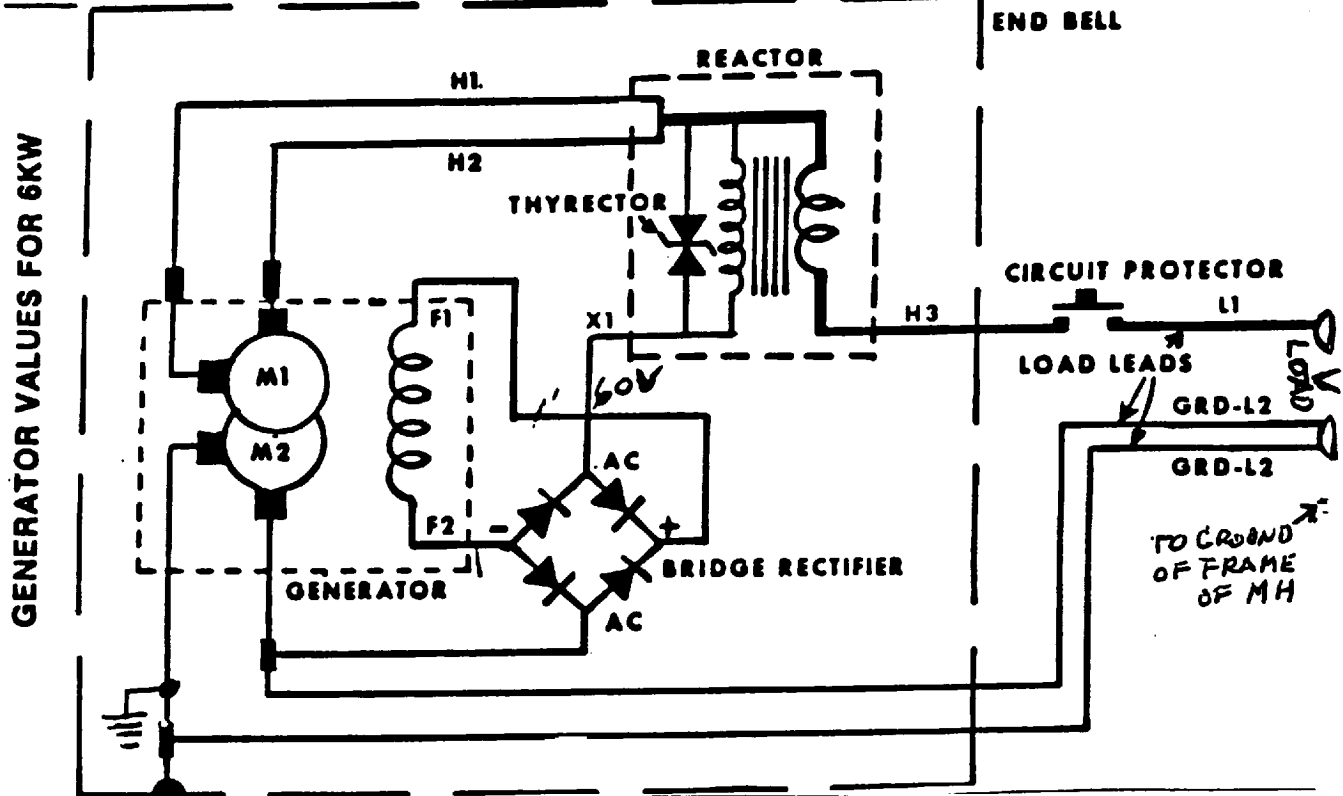 END BELL
REACTOR
H1.
H2
THYRECTOR
GENERATOR VALUES FOR 6KW
CIRCUIT PROTECTOR
F1
X1
H3
L1
M1
60V
LOAD LEADS
LOAD
V
GRD-L2
M2
AC
GRD-L2
F2
-
+
TO GROUND
OF FRAME
OF MH
BRIDGE RECTIFIER
GENERATOR
AC